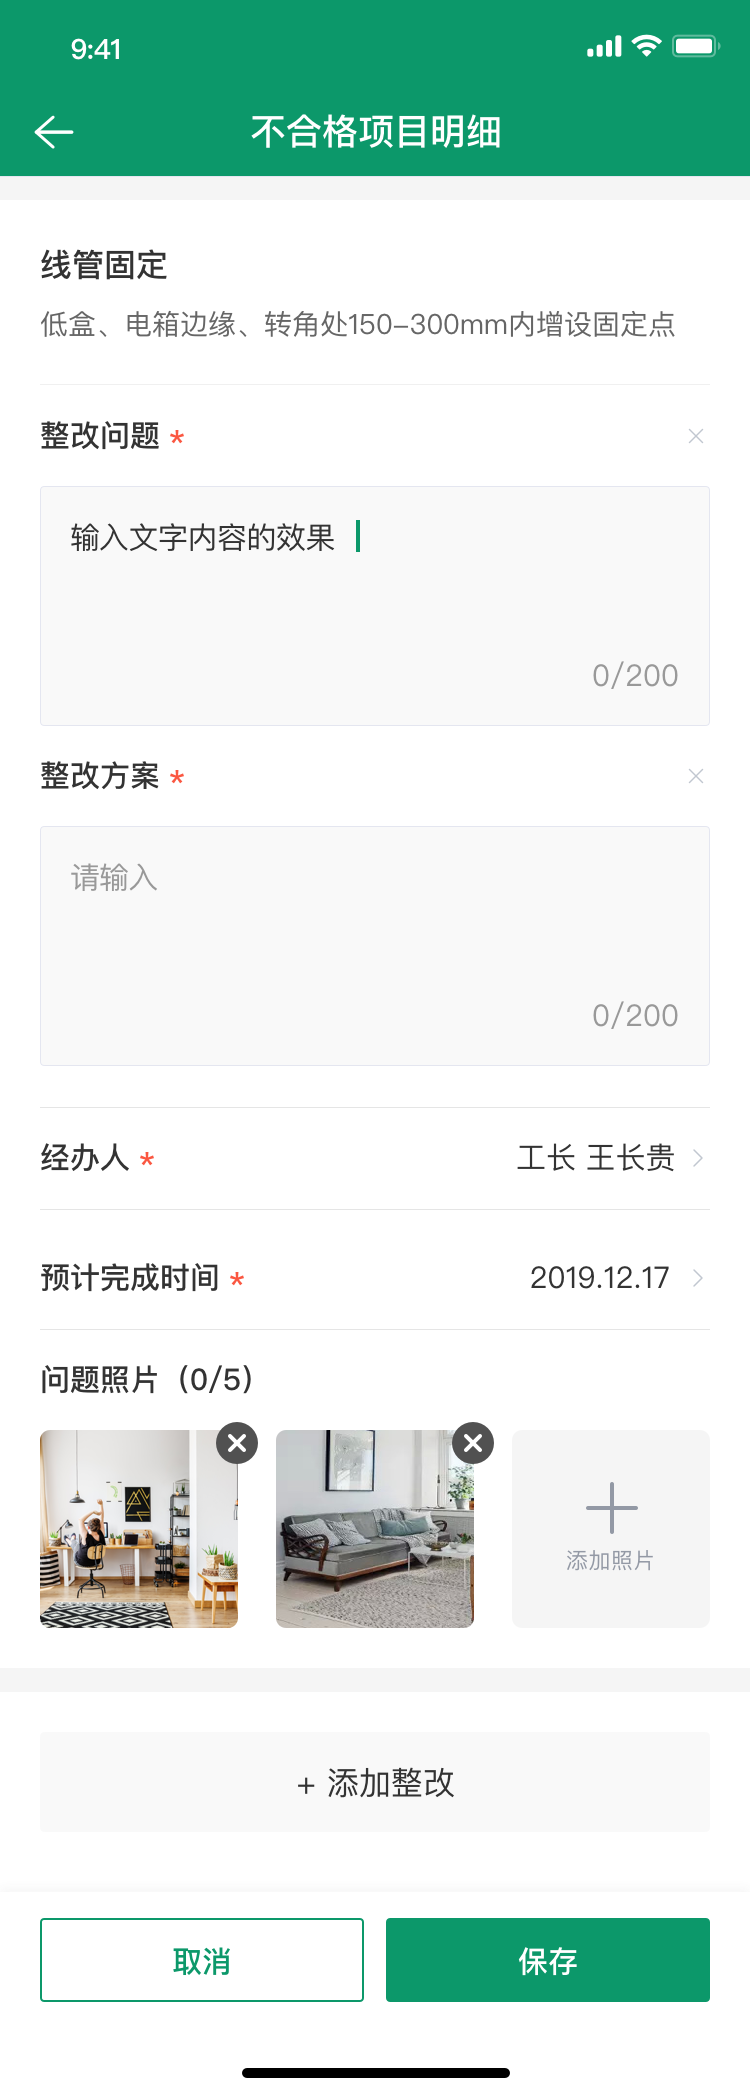 9:41
不合格项目明细
线管固定
低盒、电箱边缘、转角处150-300mm内增设固定点
整改问题 *
输入文字内容的效果
0/200
整改方案 *
请输入
0/200
经办人 *
工长 王长贵
预计完成时间 *
2019.12.17
问题照片（0/5）
添加照片
+ 添加整改
取消
保存